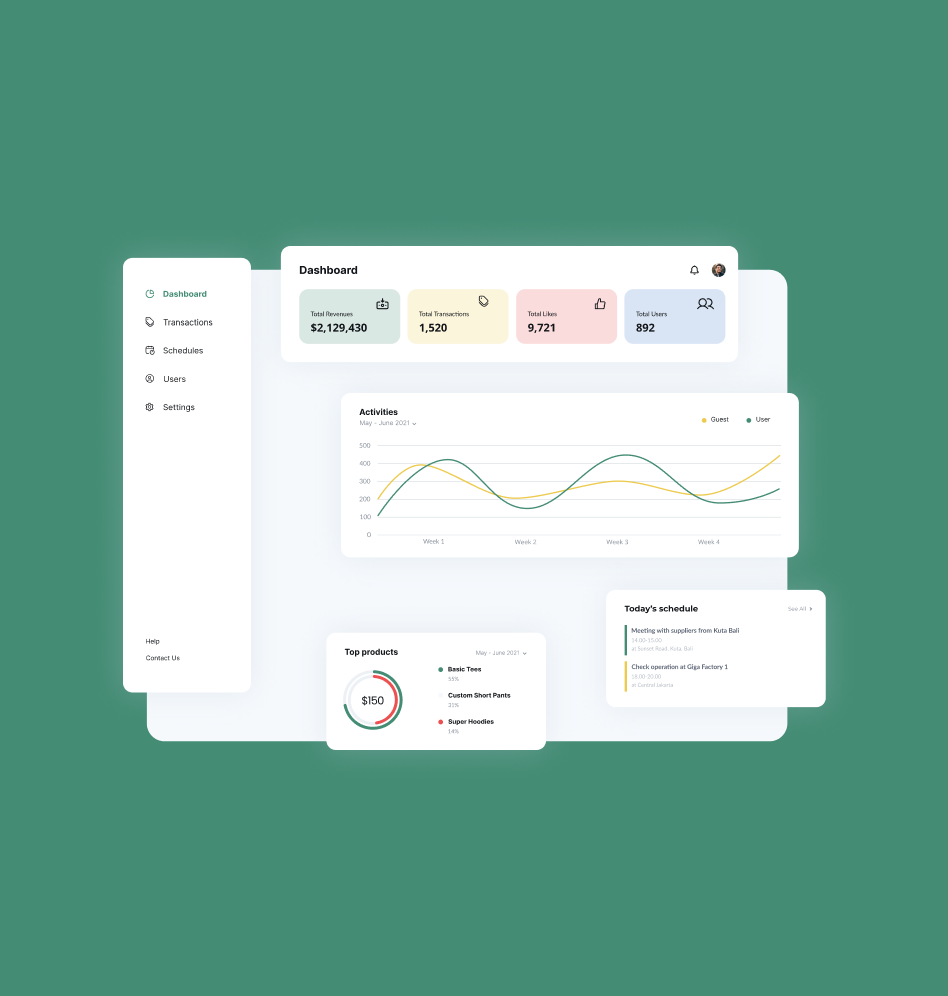 Dashboard
Transactions
Schedules
Users
Settings
Help
Contact Us
Dashboard
Total Revenues
$2,129,430
Total Transactions
1,520
Total Likes
9,721
Total Users
892
Activities
May - June 2021
Guest
User
500
400
300
200
100
0
Week 1
Week 2
Week 3
Week 4
Top products
May - June 2021
$150
Basic Tees
55%
Custom Short Pants
31%
Super Hoodies
14%
Today's schedule
See All
Meeting with suppliers from Kuta Bali
14.00-15.00
at Sunset Road, Kuta, Bali
Check operation at Giga Factory 1
18.00-20.00
at Central Jakarta